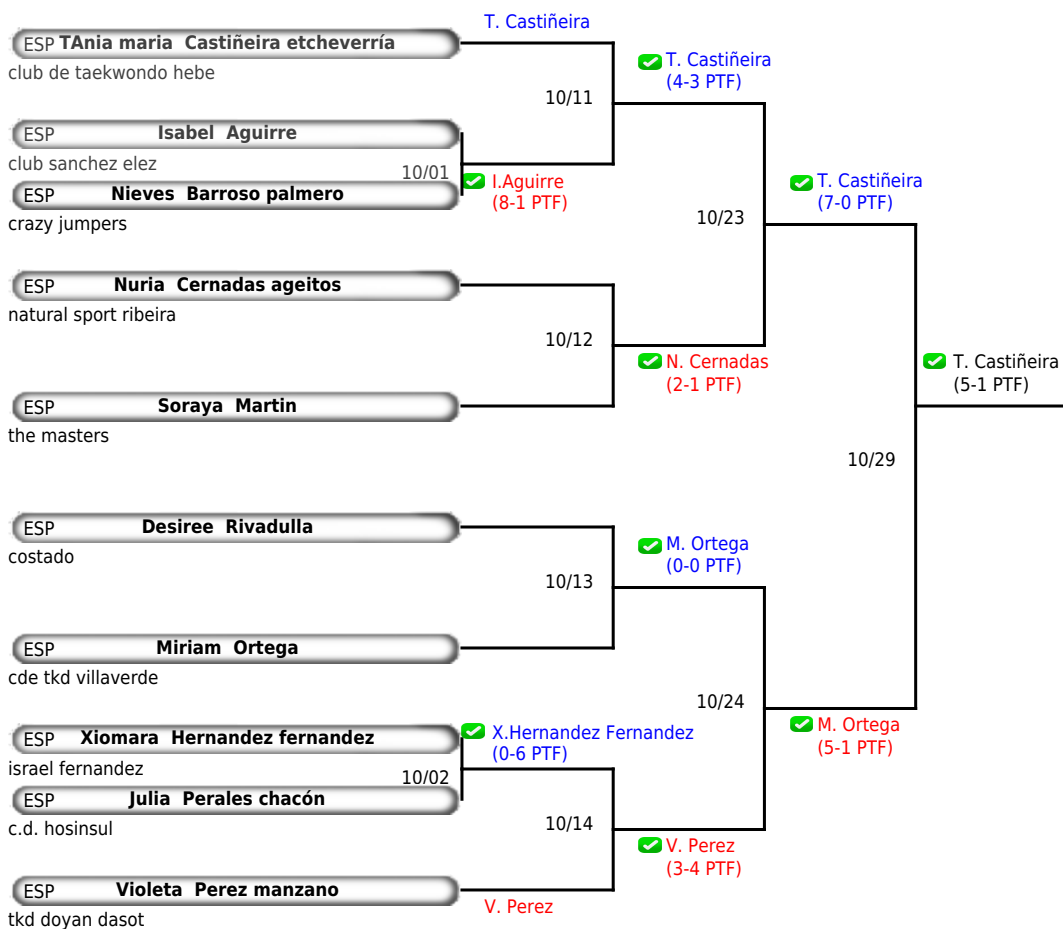 T. Castiñeira
ESP TAnia maria Castiñeira etcheverría
club de taekwondo hebe
T. Castiñeira
(4-3 PTF)
10/11
ESP Isabel Aguirre
club sanchez elez
10/01
I.Aguirre
(8-1 PTF)
ESP Nieves Barroso palmero
crazy jumpers
T. Castiñeira
(7-0 PTF)
10/23
ESP Nuria Cernadas ageitos
natural sport ribeira
10/12
N. Cernadas
(2-1 PTF)
T. Castiñeira
(5-1 PTF)
ESP Soraya Martin
the masters
10/29
ESP Desiree Rivadulla
costado
M. Ortega
(0-0 PTF)
10/13
ESP Miriam Ortega
cde tkd villaverde
10/24
M. Ortega
(5-1 PTF)
ESP Xiomara Hernandez fernandez
israel fernandez
X.Hernandez Fernandez
(0-6 PTF)
10/02
ESP Julia Perales chacón
c.d. hosinsul
10/14
V. Perez
(3-4 PTF)
ESP Violeta Perez manzano
tkd doyan dasot
V. Perez